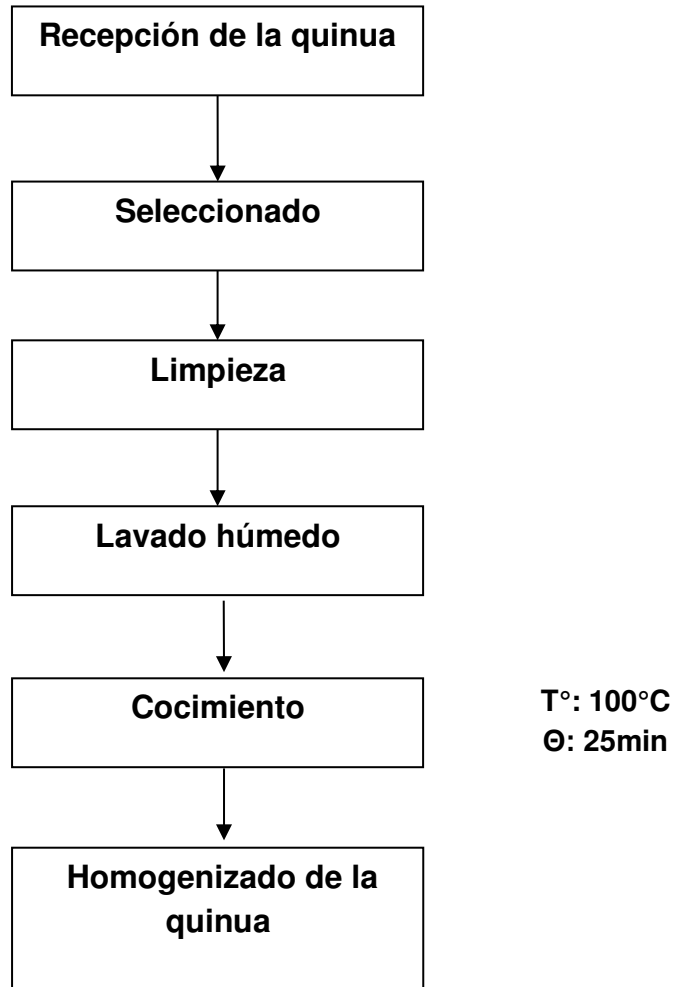 Recepción de la quinua
Seleccionado
Limpieza
Lavado húmedo
Cocimiento
T°: 100°C
Θ: 25min
Homogenizado de la
quinua